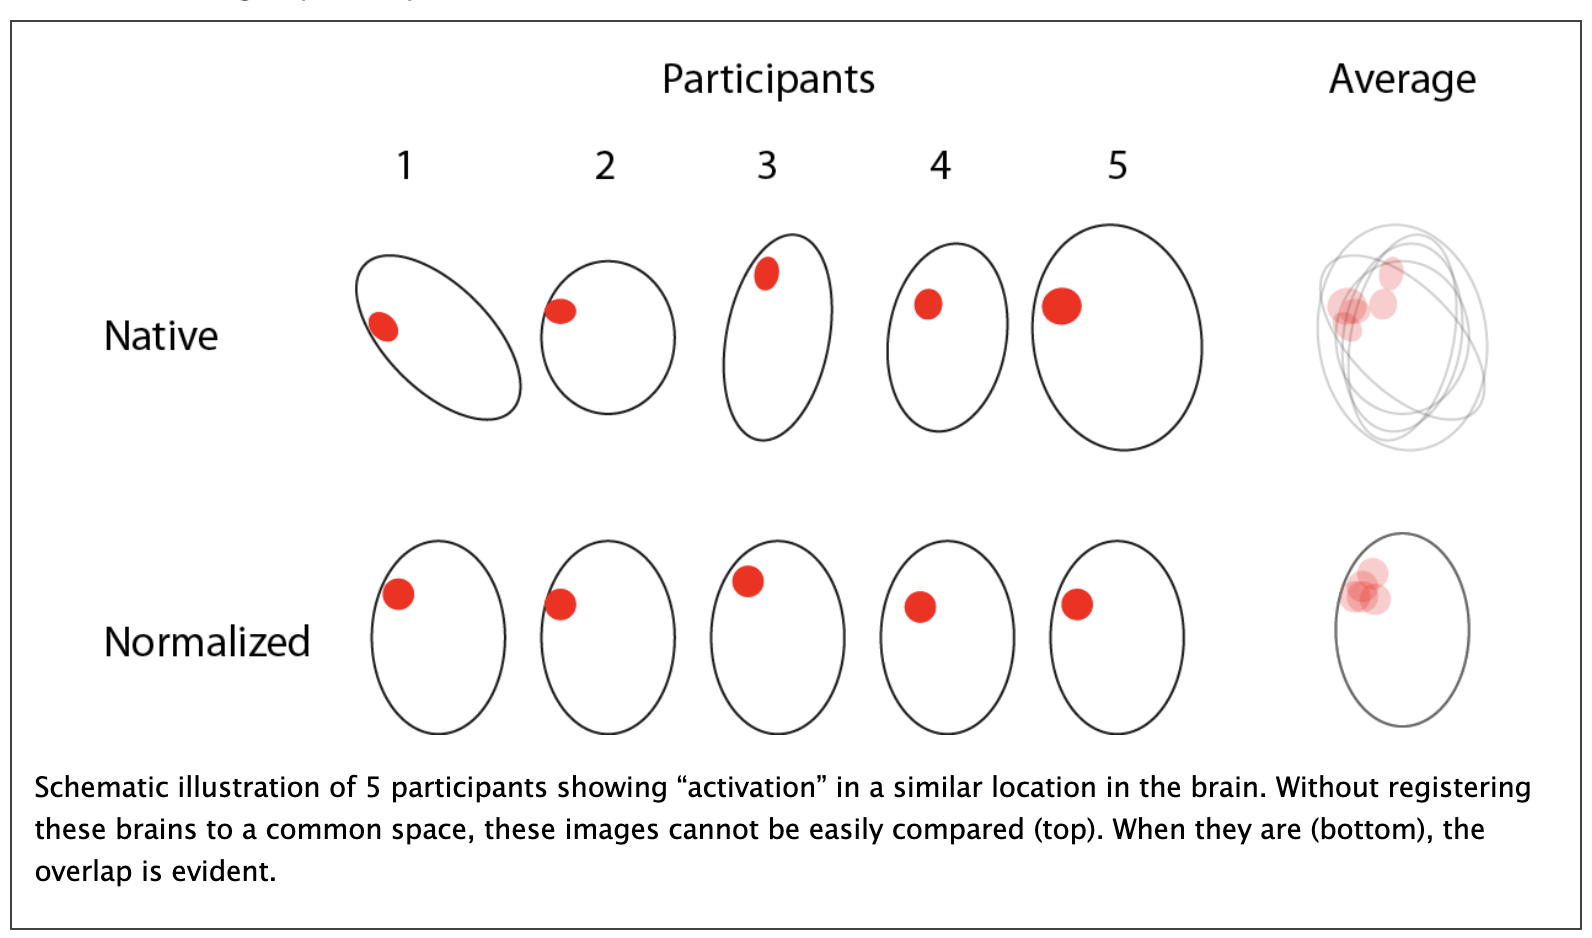 Participants Average
1 2 3 4 5
Native
Normalized
Schematic illustration of 5 participants showing “activation” in a similar location in the brain. Without registering
these brains to a common space, these images cannot be easily compared (top). When they are (bottom), the
overlap is evident.